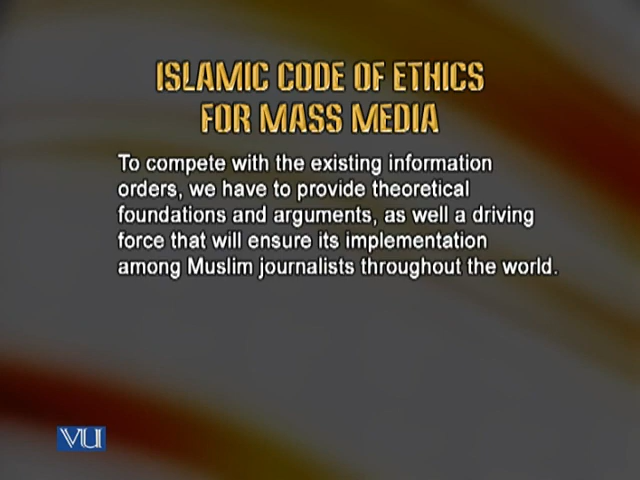 ISLAMIC CODE OF ETHICS
FOR MASS MEDIA
To compete with the existing information
orders, we have to provide theoretical
foundations and arguments, as well a driving
force that will ensure its implementation
among Muslim journalists throughout the world.
VU